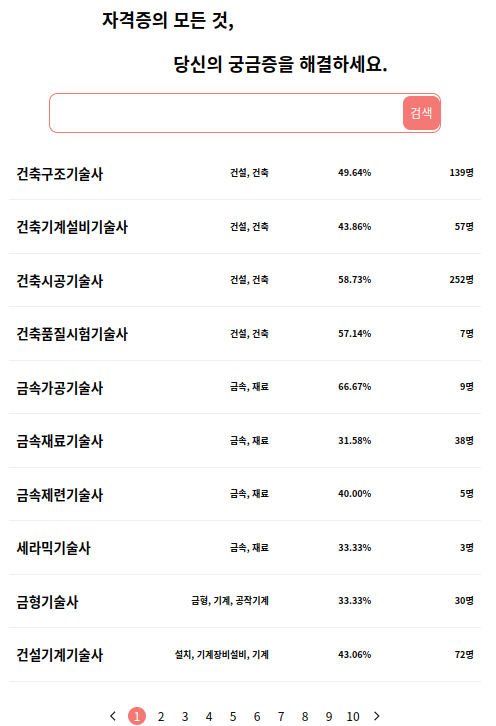 자격증의 모든 것,
당신의 궁금증을 해결하세요.
검색
건축구조기술사 건설, 건축 49.64% 139명
건축기계설비기술사 건설, 건축 43.86% 57명
건축시공기술사 건설, 건축 58.73% 252명
건축품질시험기술사 건설, 건축 57.14% 7명
금속가공기술사 금속, 재료 66.67% 9명
금속재료기술사 금속, 재료 31.58% 38명
금속제련기술사 금속, 재료 40.00% 5명
세라믹기술사 금속, 재료 33.33% 3명
금형기술사 금형, 기계, 공작기계 33.33% 30명
건설기계기술사 설치, 기계장비설비, 기계 43.06% 72명
1 2 3 4 5 6 7 8 9 10